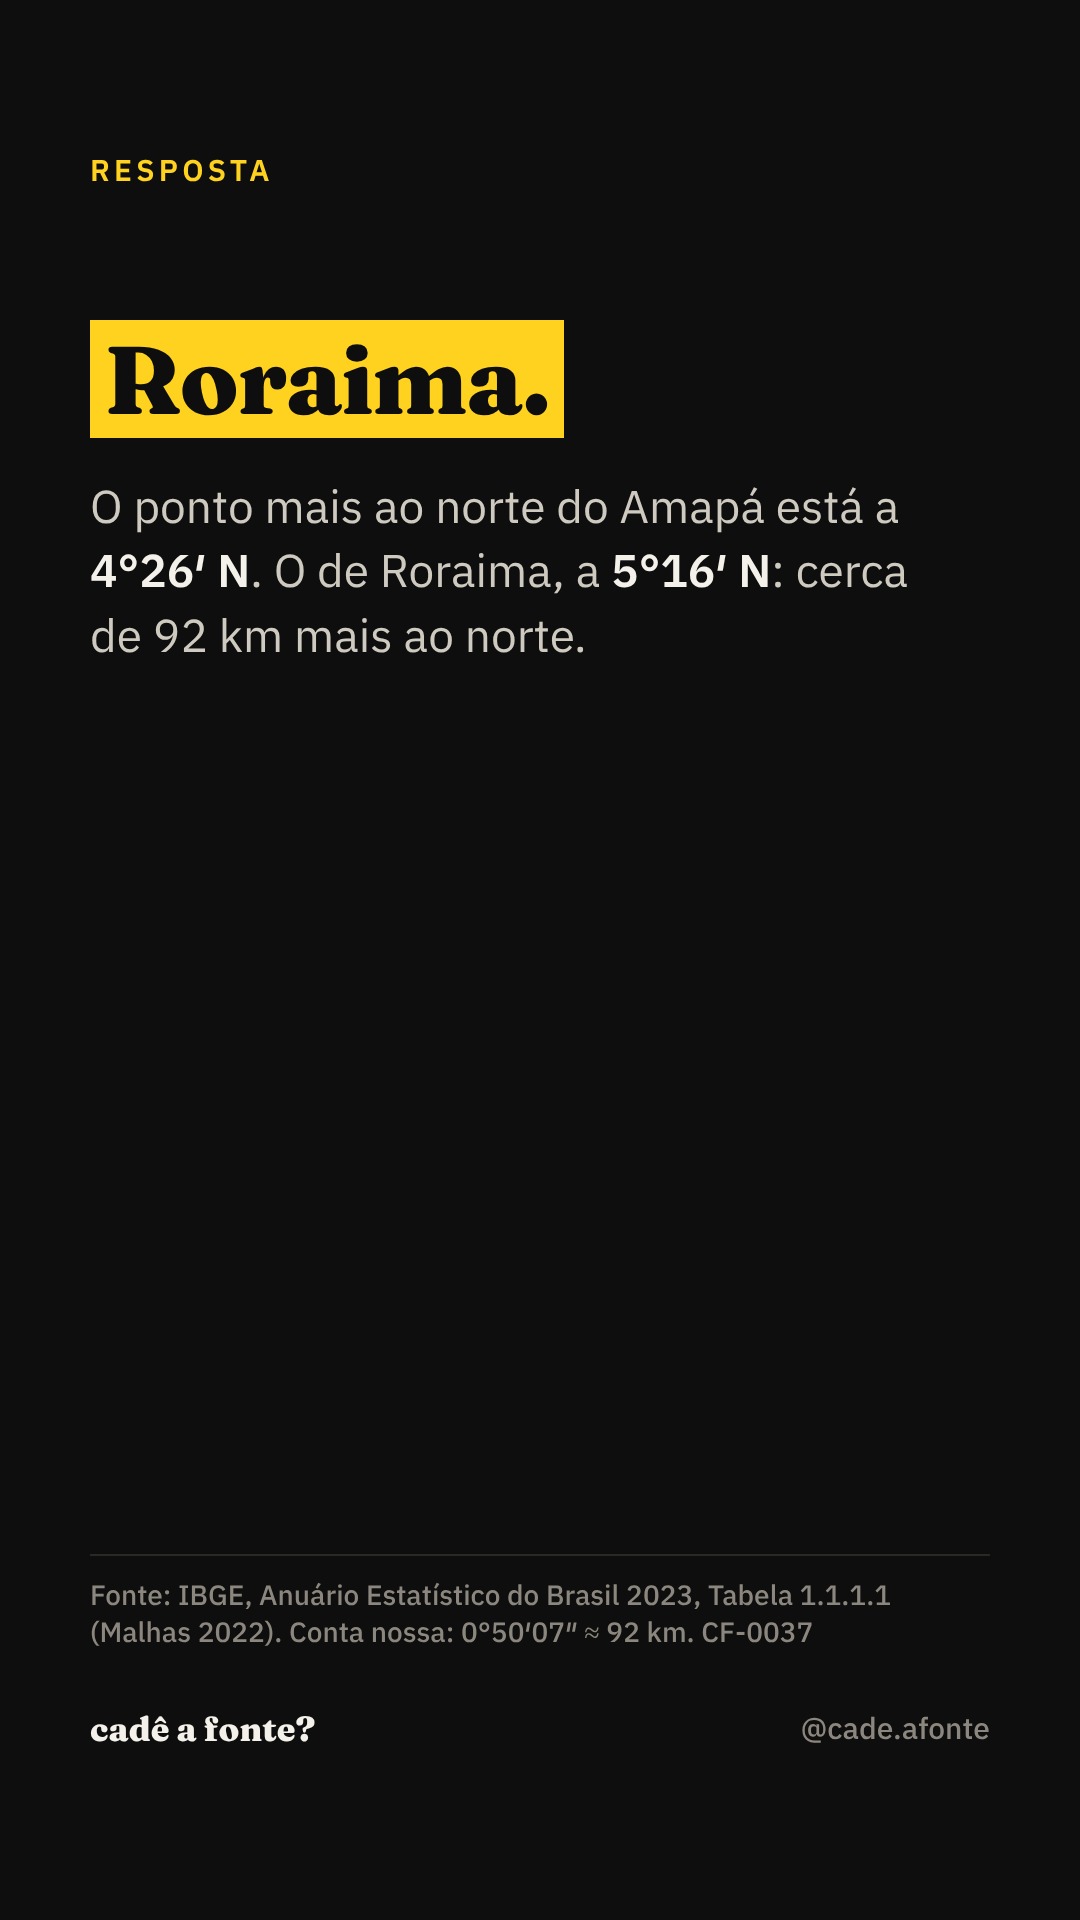 RESPOSTA
Roraima.
O ponto mais ao norte do Amapá está a
4°26′ N. O de Roraima, a 5°16′ N: cerca
de 92 km mais ao norte.
Fonte: IBGE, Anuário Estatístico do Brasil 2023, Tabela 1.1.1.1
(Malhas 2022). Conta nossa: 0°50′07″ ≈ 92 km. CF-0037
cadê a fonte?
@cade.afonte